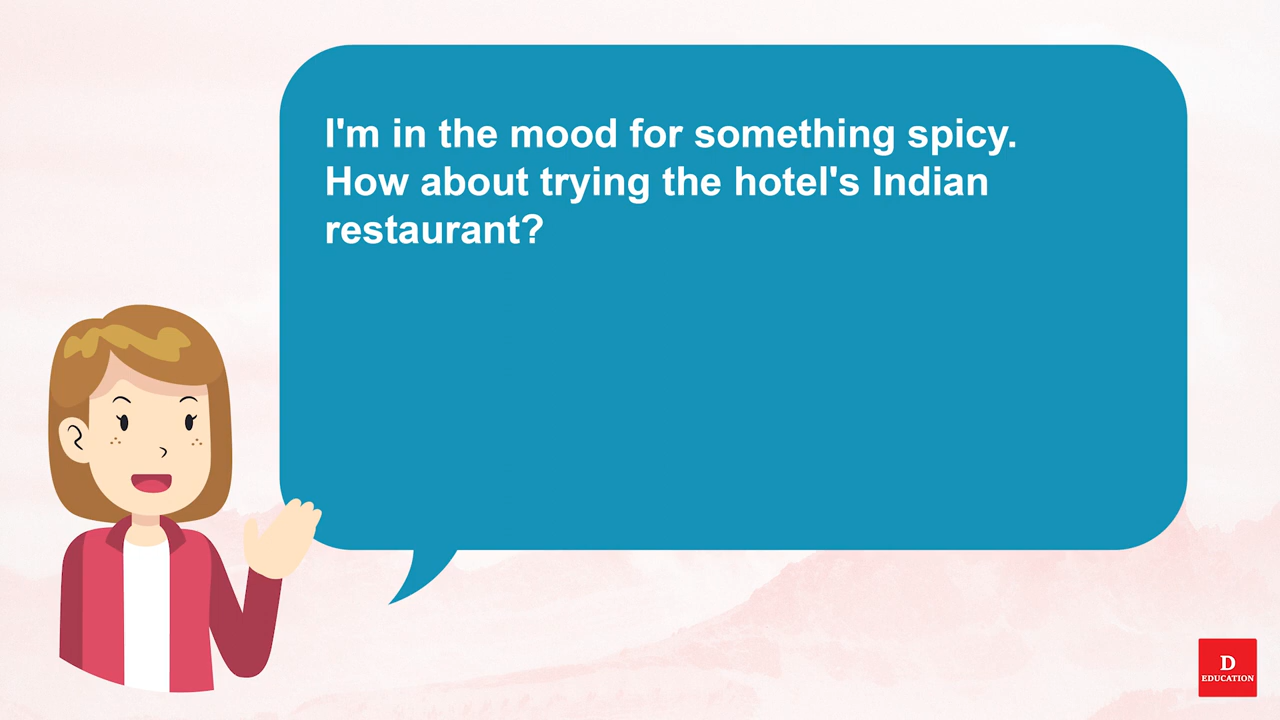 I'm in the mood for something spicy.
How about trying the hotel's Indian
restaurant?
D
EDUCATION